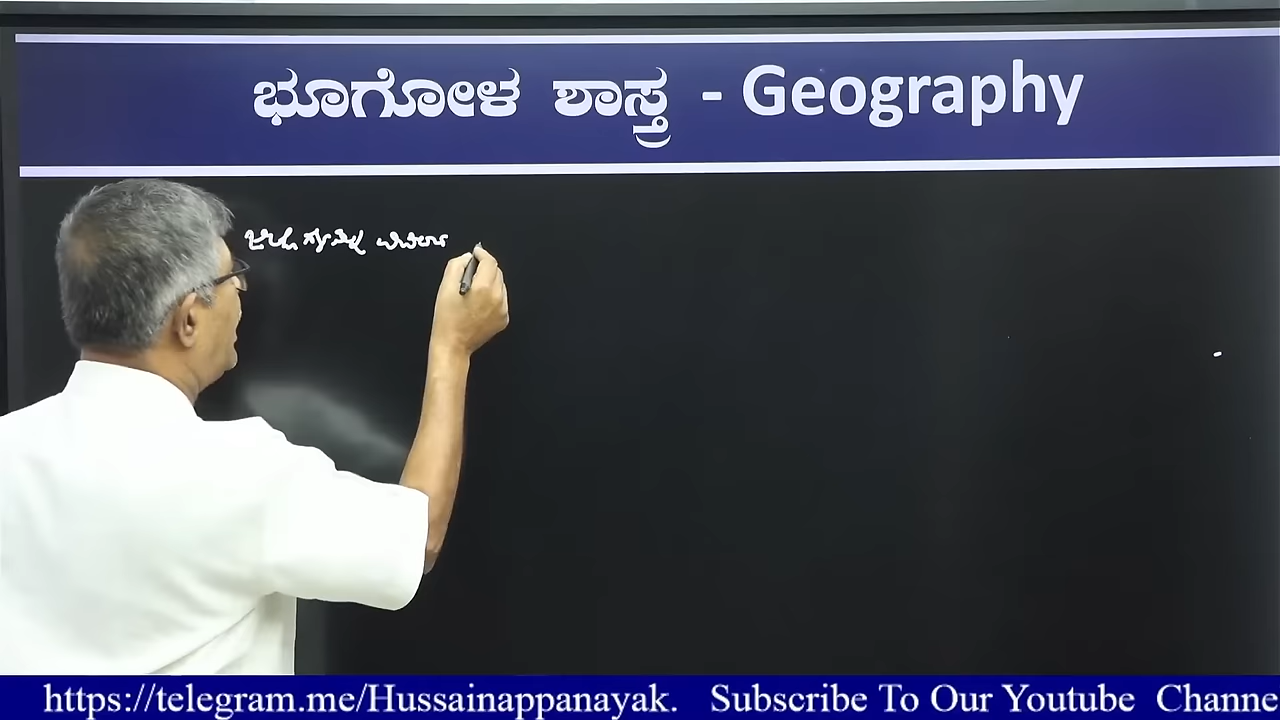 ಭೂಗೋಳ ಶಾಸ್ತ್ರ - Geography
https://telegram.me/Hussainappanayak. Subscribe To Our Youtube Channe